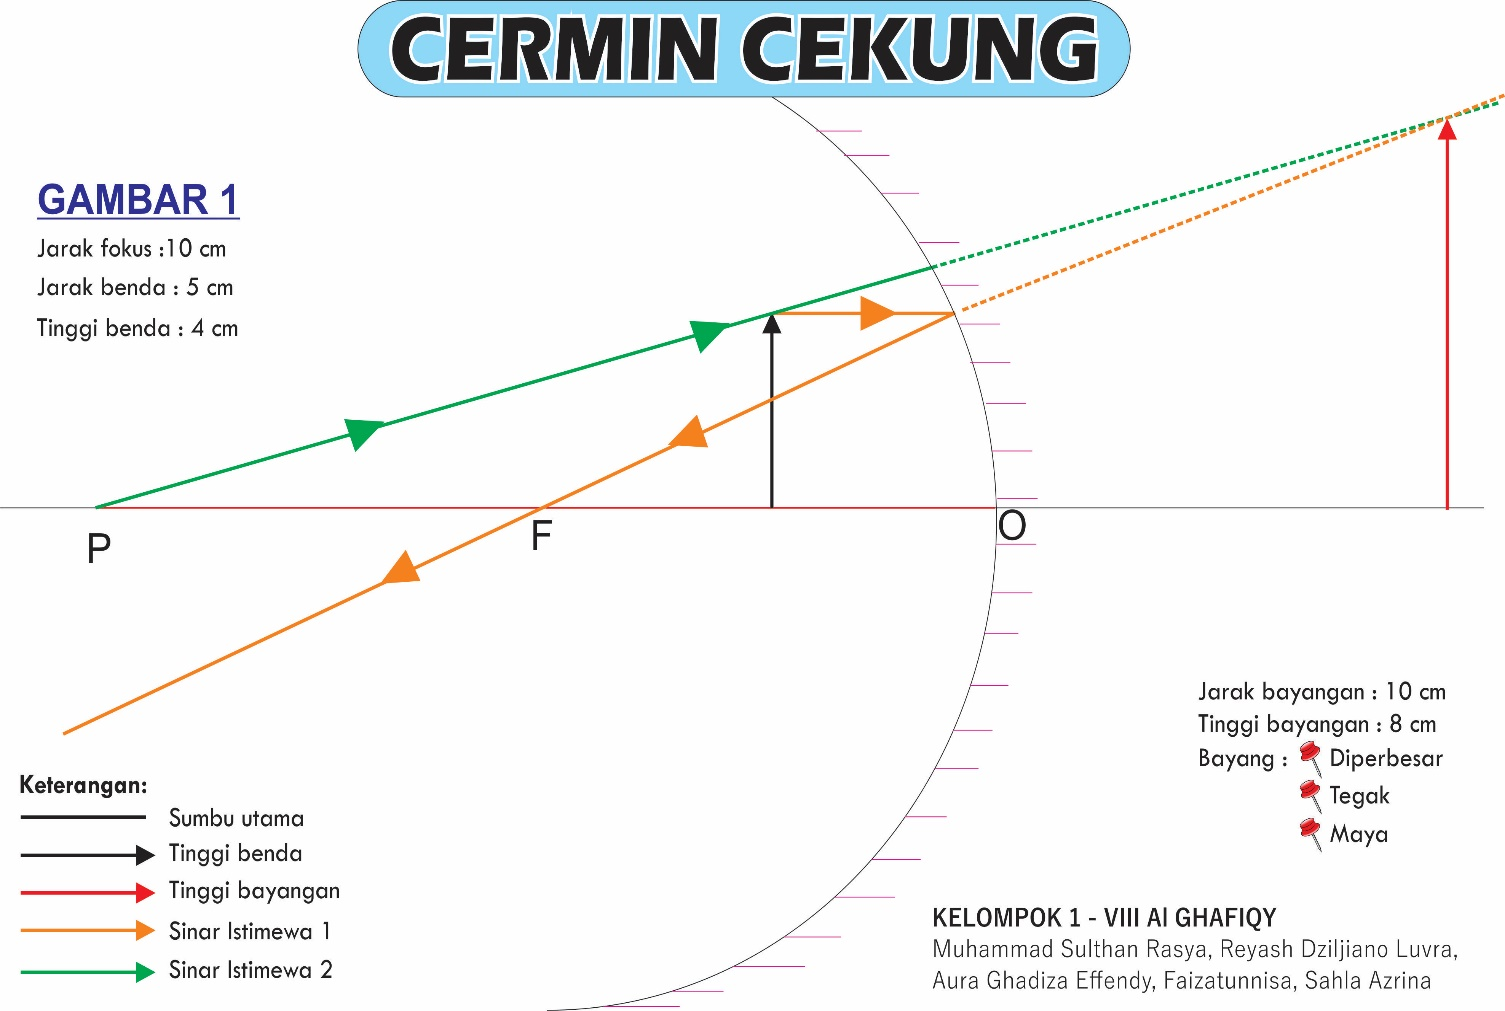 CERMIN CEKUNG
GAMBAR 1
Jarak fokus :10 cm
Jarak benda : 5 cm
Tinggi benda : 4 cm
P
F
O
Jarak bayangan : 10 cm
Tinggi bayangan : 8 cm
Bayang : Diperbesar
Tegak
Maya
Keterangan:
Sumbu utama
Tinggi benda
Tinggi bayangan
Sinar Istimewa 1
Sinar Istimewa 2
KELOMPOK 1 - VIII Al GHAFIQY
Muhammad Sulthan Rasya, Reyash Dziljiano Luvra,
Aura Ghadiza Effendy, Faizatunnisa, Sahla Azrina